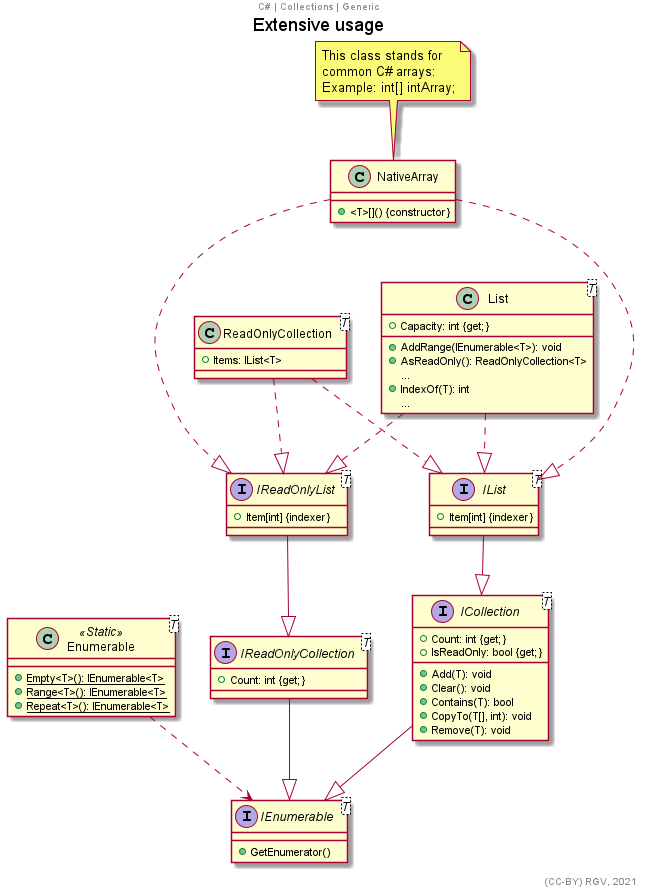 C# | Collections | Generic
Extensive usage
This class stands for
common C# arrays:
Example: int[] intArray;
C NativeArray
<T>[]() {constructor}
C List T
Capacity: int {get; }
AddRange(IEnumerable<T>): void
AsReadOnly(): ReadOnlyCollection<T>
...
IndexOf(T): int
...
C ReadOnlyCollection T
Items: IList<T>
I IReadOnlyList T
Item[int] {indexer}
I IList T
Item[int] {indexer}
I ICollection T
Count: int {get; }
IsReadOnly: bool {get; }
Add(T): void
Clear(): void
Contains(T): bool
CopyTo(T[], int): void
Remove(T): void
C «Static» T
Enumerable
Empty<T>(): IEnumerable<T>
Range<T>(): IEnumerable<T>
Repeat<T>(): IEnumerable<T>
I IReadOnlyCollection T
Count: int {get; }
I IEnumerable T
GetEnumerator()
(CC-BY) RGV, 2021